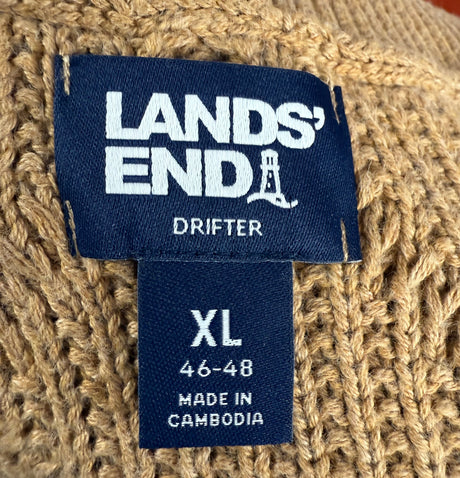 LANDS'
END
DRIFTER
XL
46-48
MADE IN
CAMBODIA